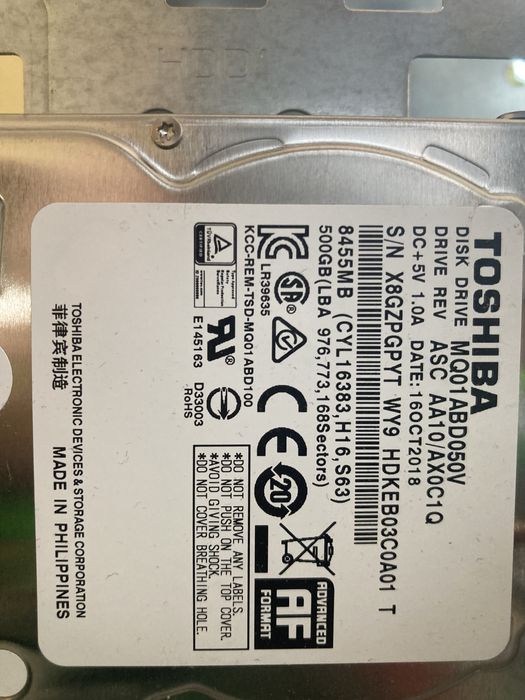 HDD1
TOSHIBA
DISK DRIVE MQ01ABD050V
DRIVE REV ASC AA10/AX0C1Q
DC+5V 1.0A DATE:16OCT2018
S/N X8GZPGPYT WY9 HDKEB03C0A01 T
8455MB (CYL16383,H16,S63)
500GB(LBA 976,773,168Sectors)
LR39635
KCC-REM-TSD-MQ01ABD100
SA
CE
20
ADVANCED
AF
FORMAT
E145163
D33003
RoHS
*DO NOT REMOVE ANY LABELS.
*DO NOT PUSH ON THE TOP COVER.
*AVOID GIVING SHOCK.
*DO NOT COVER BREATHING HOLE.
TOSHIBA ELECTRONIC DEVICES & STORAGE CORPORATION
菲律宾制造 MADE IN PHILIPPINES